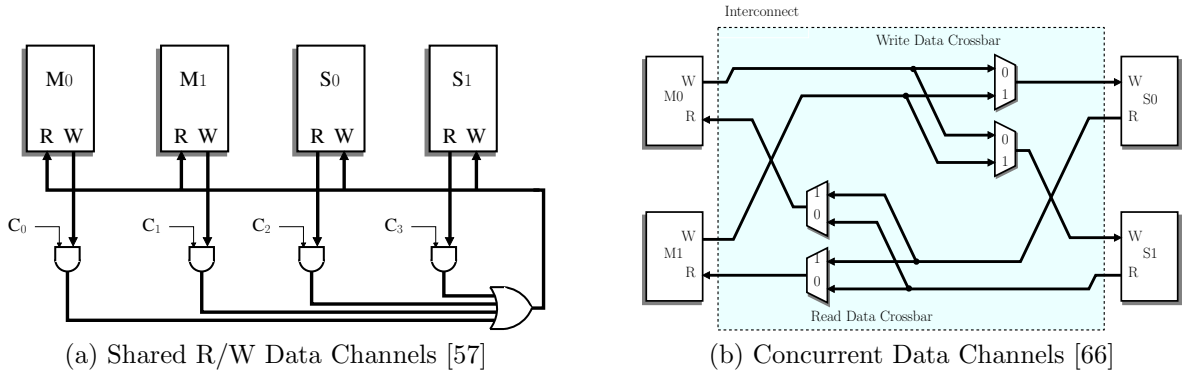 M0
M1
S0
S1
R W
R W
R W
R W
C0
C1
C2
C3
(a) Shared R/W Data Channels [57]
Interconnect
Write Data Crossbar
M0
W
R
0
1
W
S0
R
0
1
1
0
M1
W
R
1
0
W
S1
R
Read Data Crossbar
(b) Concurrent Data Channels [66]